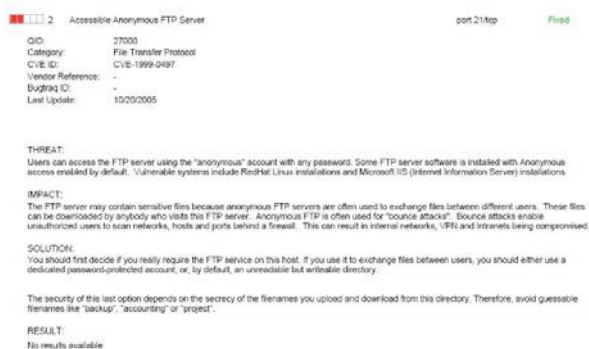 2 Accessible Anonymous FTP Server port 21/tcp Fixed
QID: 27000
Category: File Transfer Protocol
CVE ID: CVE-1999-0497
Vendor Reference: -
Bugtraq ID: -
Last Update: 10/20/2005
THREAT:
Users can access the FTP server using the "anonymous" account with any password. Some FTP server software is installed with Anonymous
access enabled by default. Vulnerable systems include RedHat Linux installations and Microsoft IIS (Internet Information Server) installations.
IMPACT:
The FTP server may contain sensitive files because anonymous FTP servers are often used to exchange files between different users. These files
can be downloaded by anybody who visits this FTP server. Anonymous FTP is often used for "bounce attacks". Bounce attacks enable
unauthorized users to scan networks, hosts and ports behind a firewall. This can result in internal networks, VPN and Intranets being compromised.
SOLUTION:
You should first decide if you really require the FTP service on this host. If you use it to exchange files between users, you should either use a
dedicated password-protected account, or, by default, an unreadable but writeable directory.
The security of this last option depends on the secrecy of the filenames you upload and download from this directory. Therefore, avoid guessable
filenames like "backup", "accounting" or "project".
RESULT:
No results available